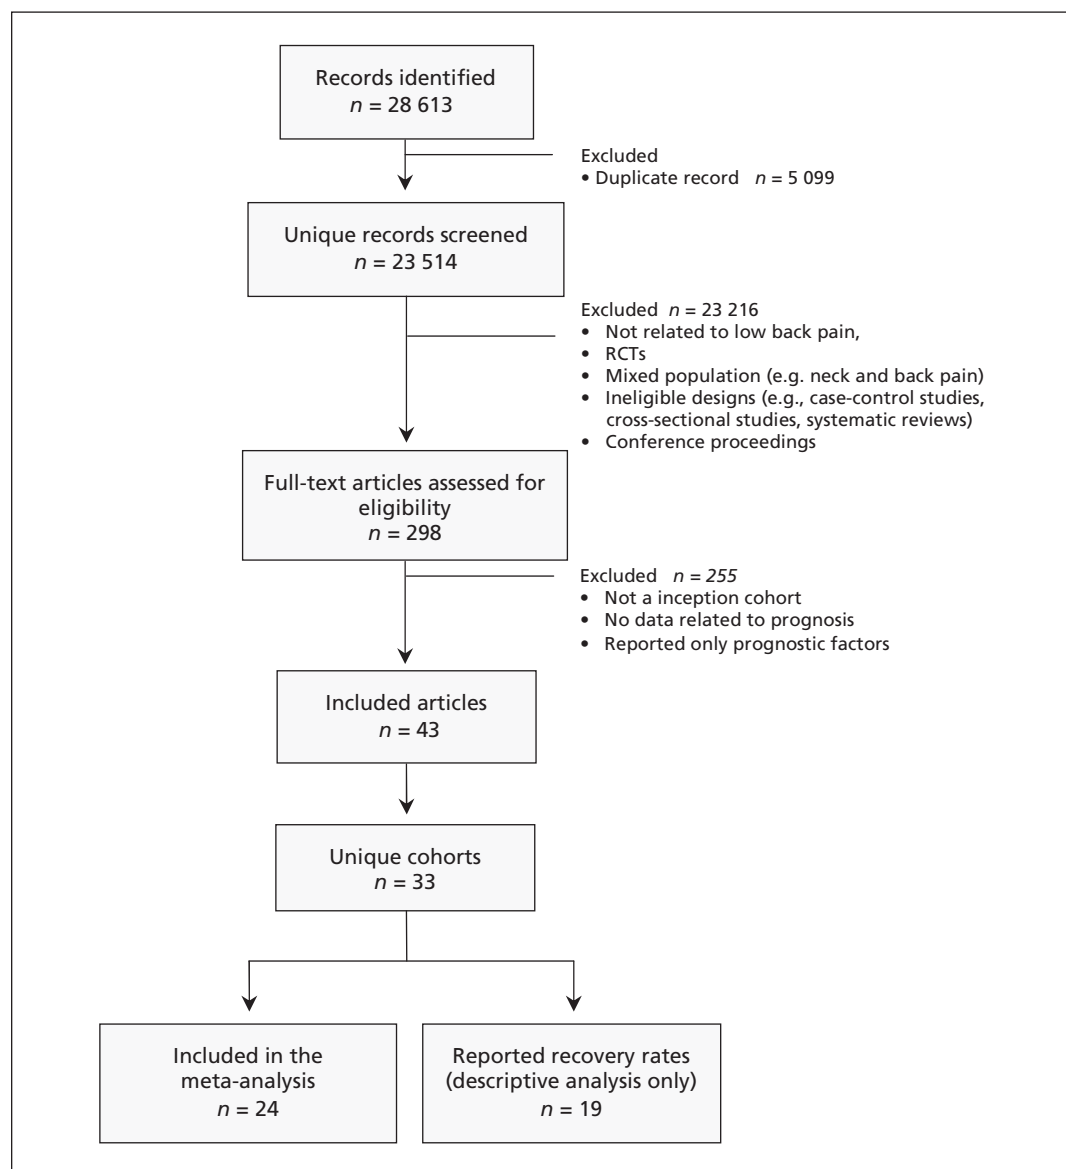 Records identified
n = 28 613
Excluded
• Duplicate record n = 5 099
Unique records screened
n = 23 514
Excluded n = 23 216
• Not related to low back pain,
• RCTs
• Mixed population (e.g. neck and back pain)
• Ineligible designs (e.g., case-control studies,
cross-sectional studies, systematic reviews)
• Conference proceedings
Full-text articles assessed for
eligibility
n = 298
Excluded n = 255
• Not a inception cohort
• No data related to prognosis
• Reported only prognostic factors
Included articles
n = 43
Unique cohorts
n = 33
Included in the
meta-analysis
n = 24
Reported recovery rates
(descriptive analysis only)
n = 19